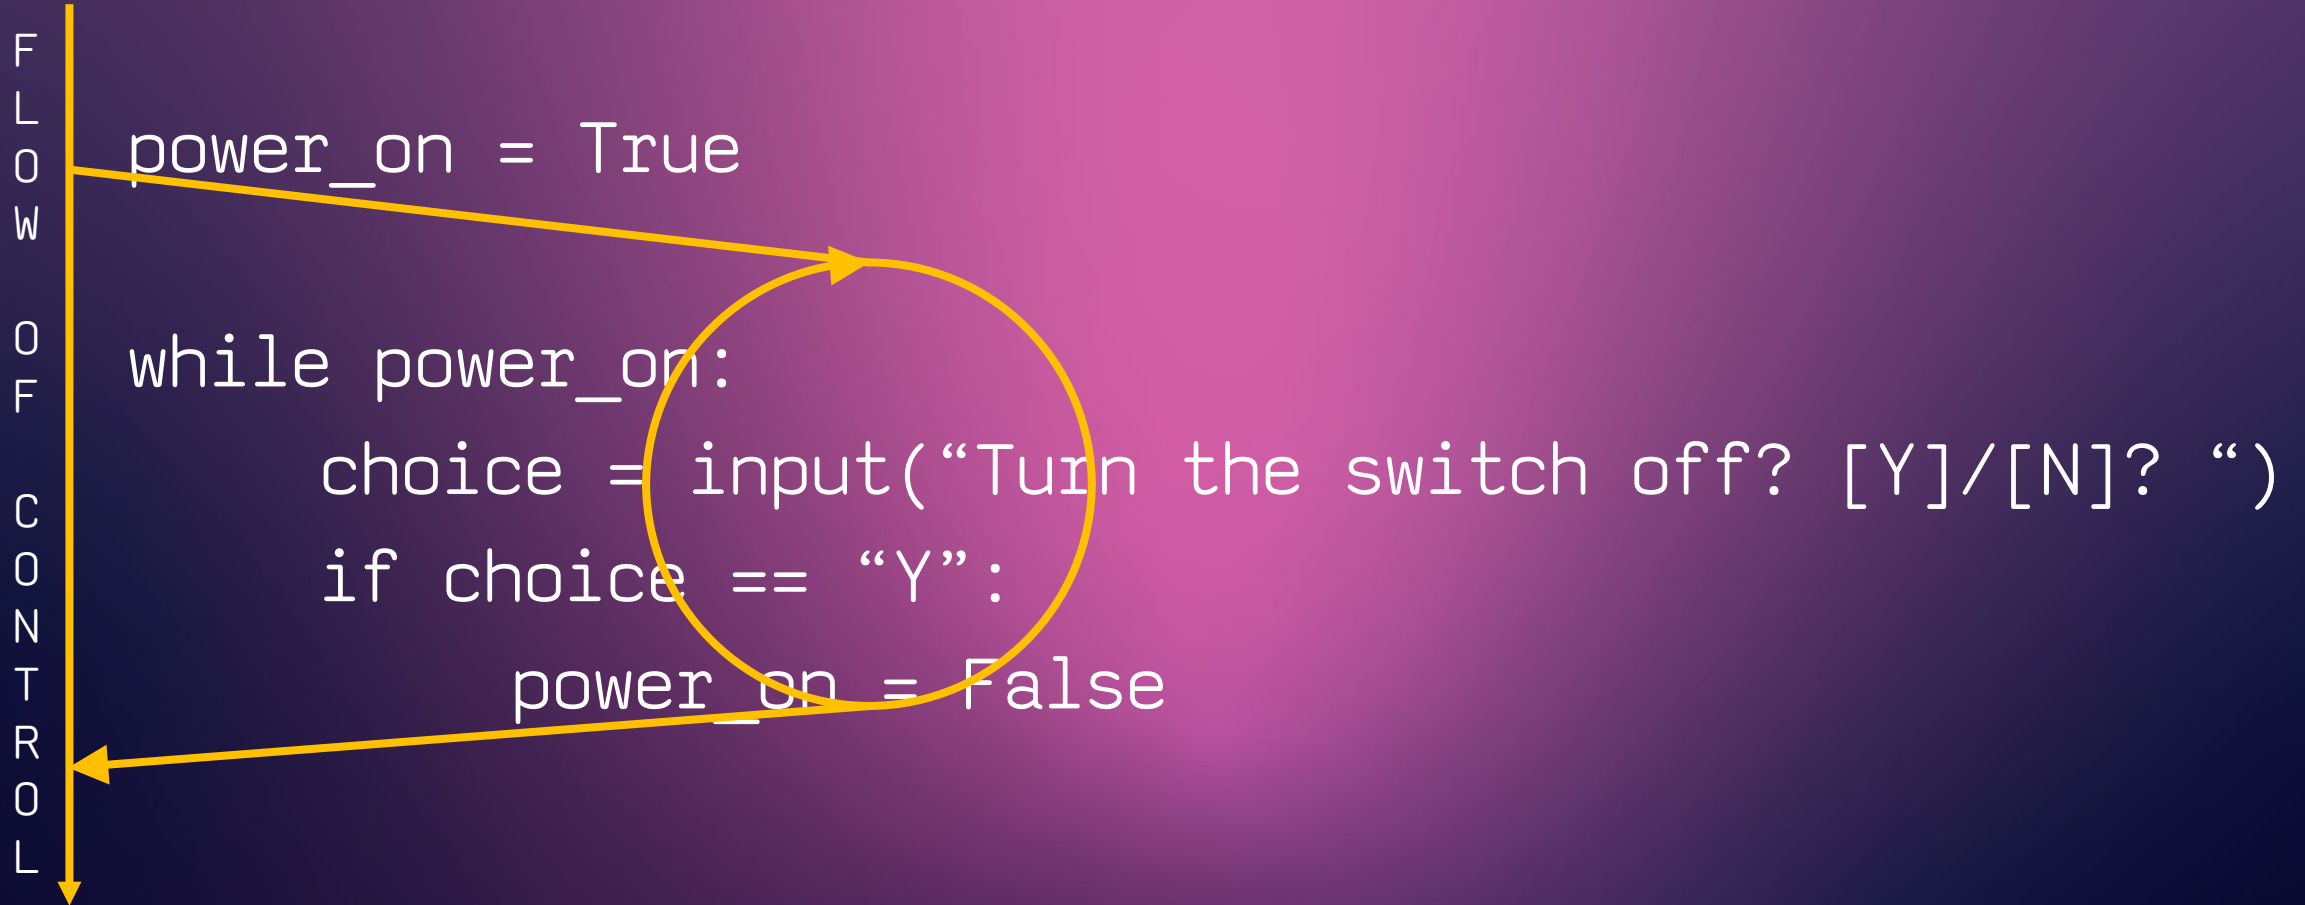 FLOW OF CONTROL
power_on = True
while power_on:
choice = input(“Turn the switch off? [Y]/[N]? “)
if choice == “Y”:
power_on = False